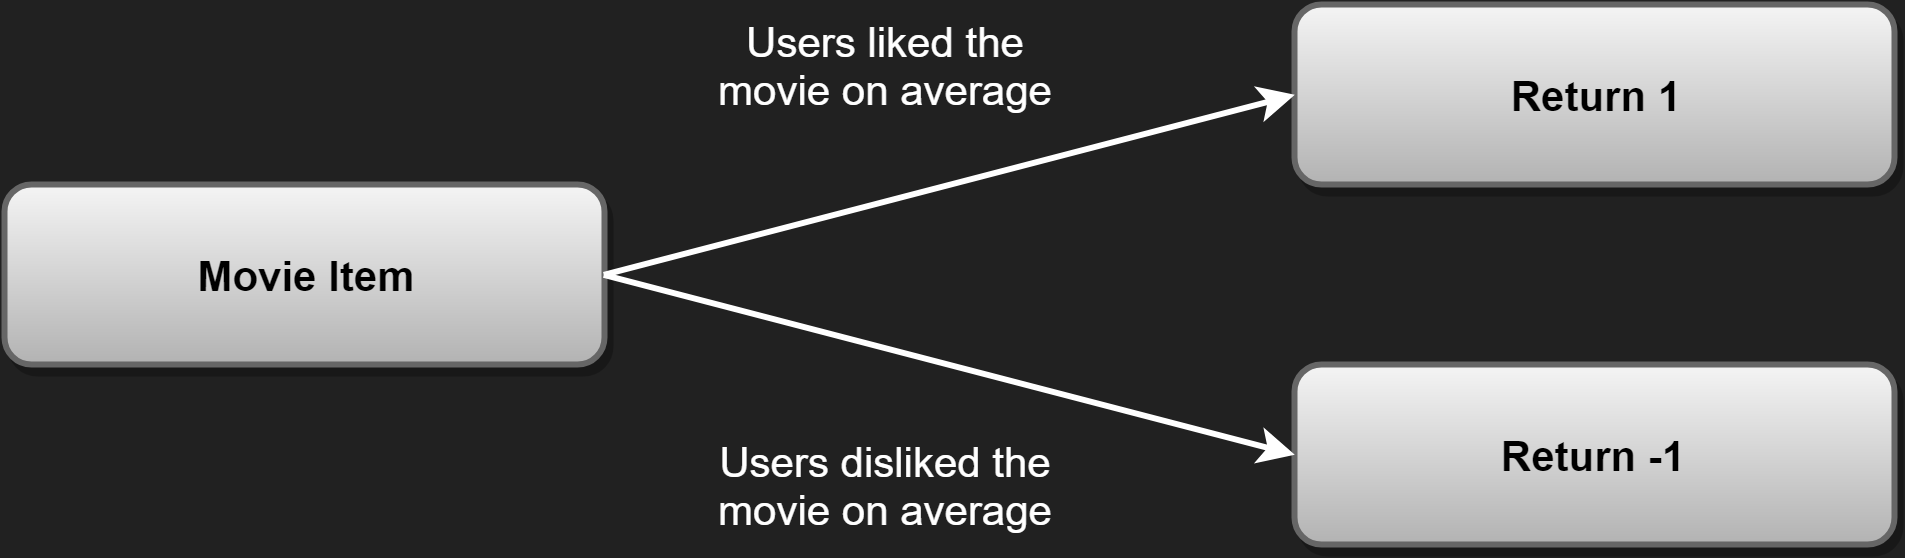 Users liked the
movie on average
Return 1
Movie Item
Users disliked the
movie on average
Return -1